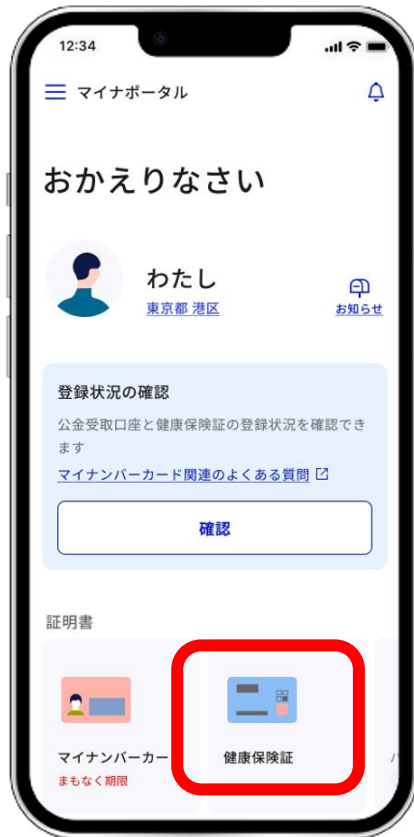 12:34
マイナポータル
おかえりなさい
わたし
東京都 港区
お知らせ
登録状況の確認
公金受取口座と健康保険証の登録状況を確認でき
ます
マイナンバーカード関連のよくある質問
確認
証明書
マイナンバーカー
健康保険証
まもなく期限